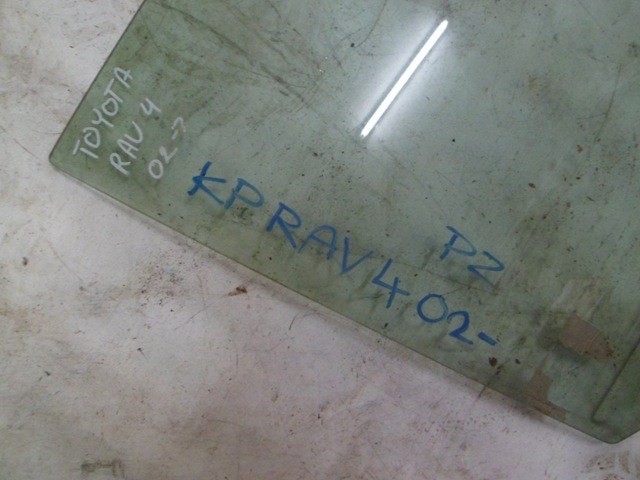 TOYOTA
RAV 4
02->
KP RAV4 02-
PZ